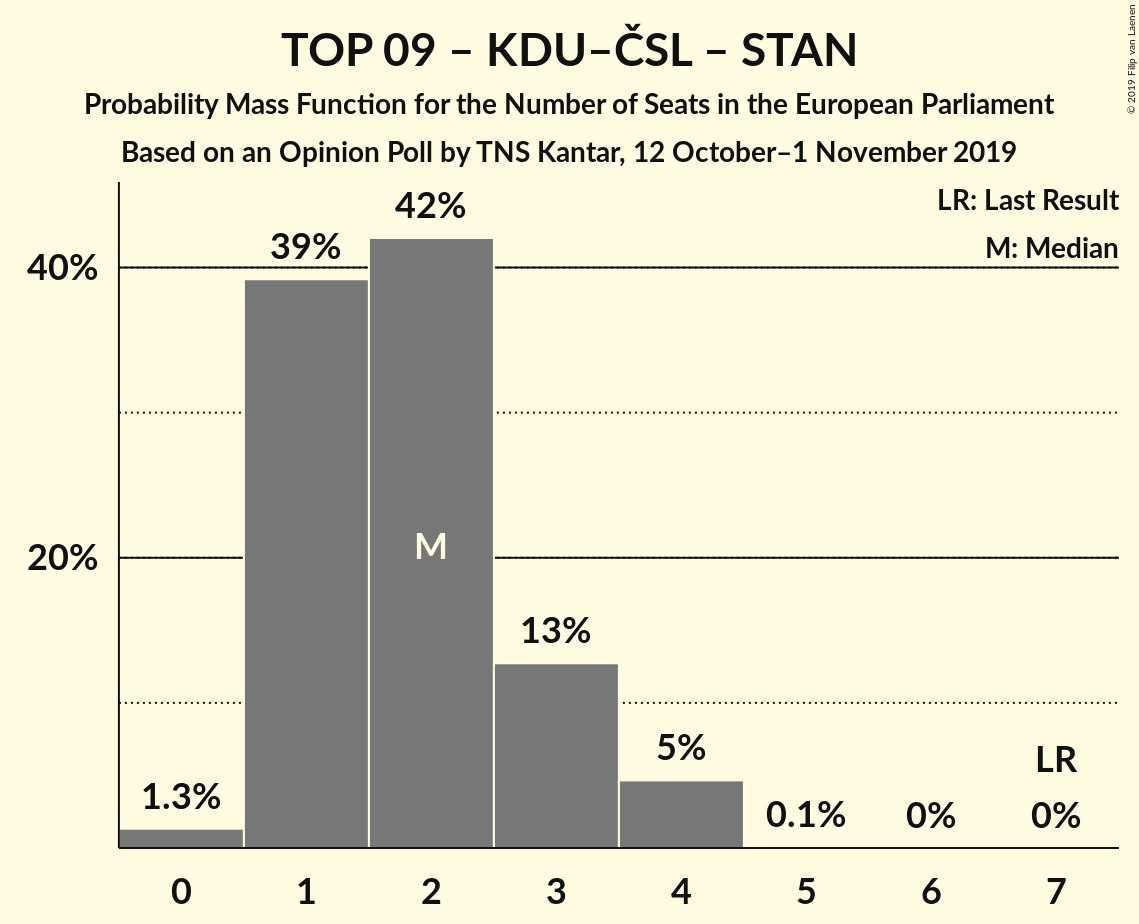 TOP 09 – KDU–ČSL – STAN
Probability Mass Function for the Number of Seats in the European Parliament
Based on an Opinion Poll by TNS Kantar, 12 October–1 November 2019
© 2019 Filip van Laenen
LR: Last Result
M: Median
40%
20%
1.3%
39%
42%
M
13%
5%
0.1%
0%
LR
0%
0 1 2 3 4 5 6 7